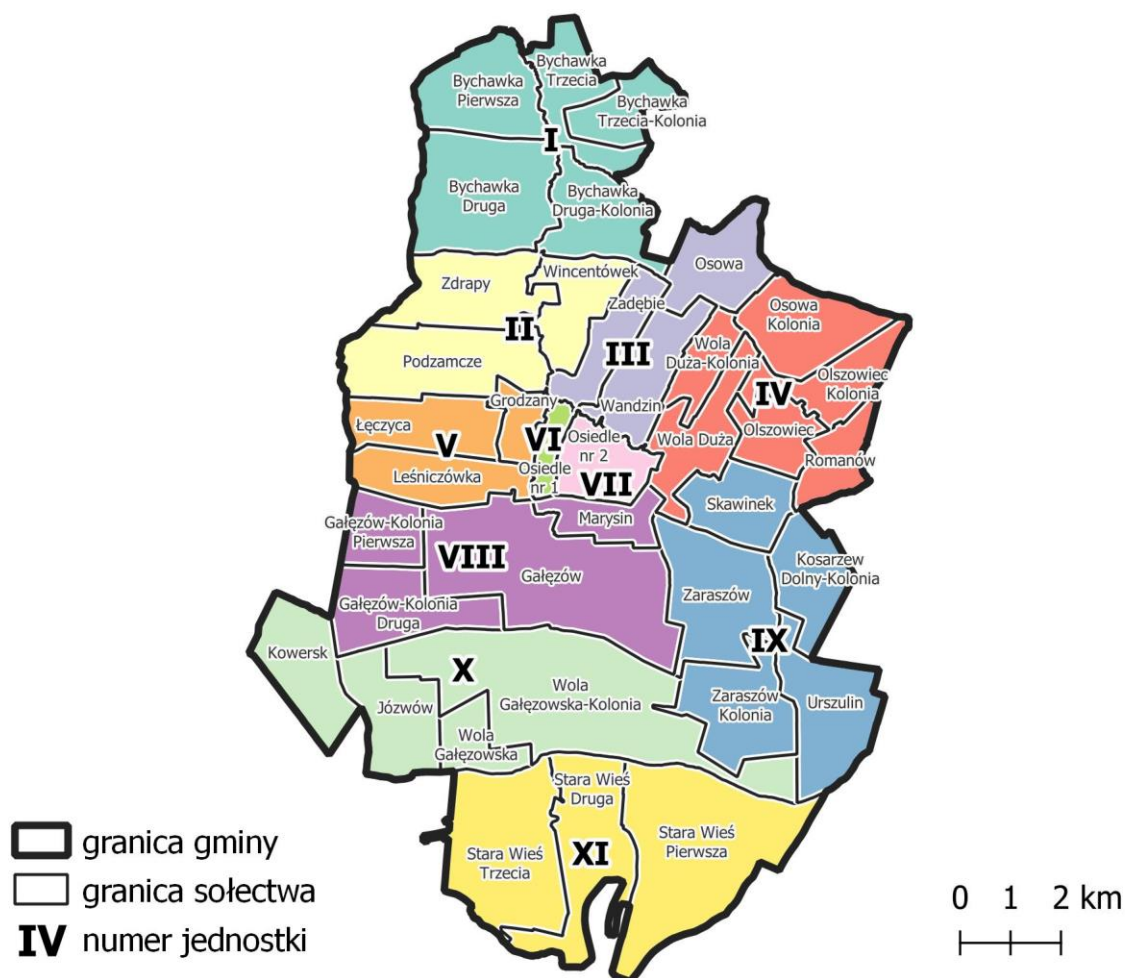 Bychawka
Trzecia
Bychawka
Pierwsza
Bychawka
Trzecia-Kolonia
I
Bychawka
Druga
Bychawka
Druga-Kolonia
Osowa
Wincentówek
Zdrapy
Zadębie
Osowa
Kolonia
II
III
Wola
Duża-Kolonia
Podzamcze
Olszowiec
Kolonia
IV
Grodzany
Wandzin
Łęczyca
V
VI
Osiedle
nr 2
Wola Duża
Olszowiec
Romanów
Leśniczówka
Osiedle
nr 1
VII
Skawinek
Marysin
Gałęzów-Kolonia
Pierwsza
VIII
Gałęzów
Kosarzew
Dolny-Kolonia
Zaraszów
Gałęzów-Kolonia
Druga
IX
Kowersk
X
Wola
Gałęzowska-Kolonia
Józwów
Zaraszów
Kolonia
Urszulin
Wola
Gałęzowska
Stara Wieś
Druga
Stara Wieś
Pierwsza
Stara Wieś
Trzecia
XI
granica gminy
granica sołectwa
IV numer jednostki
0 1 2 km